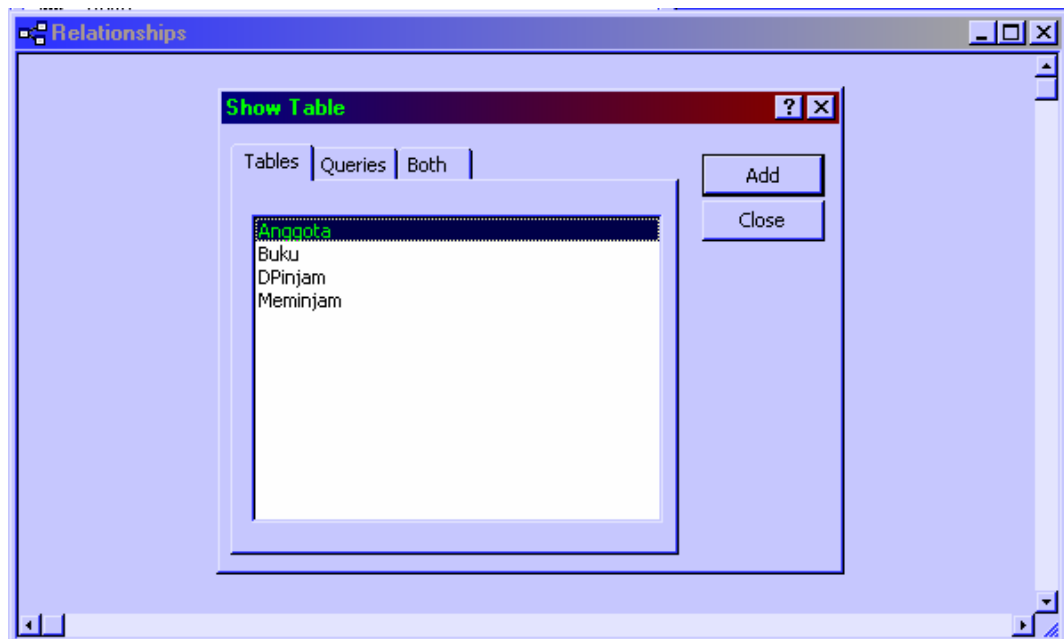 Relationships
Show Table
Tables Queries Both
Add
Close
Anggota
Buku
DPinjam
Meminjam